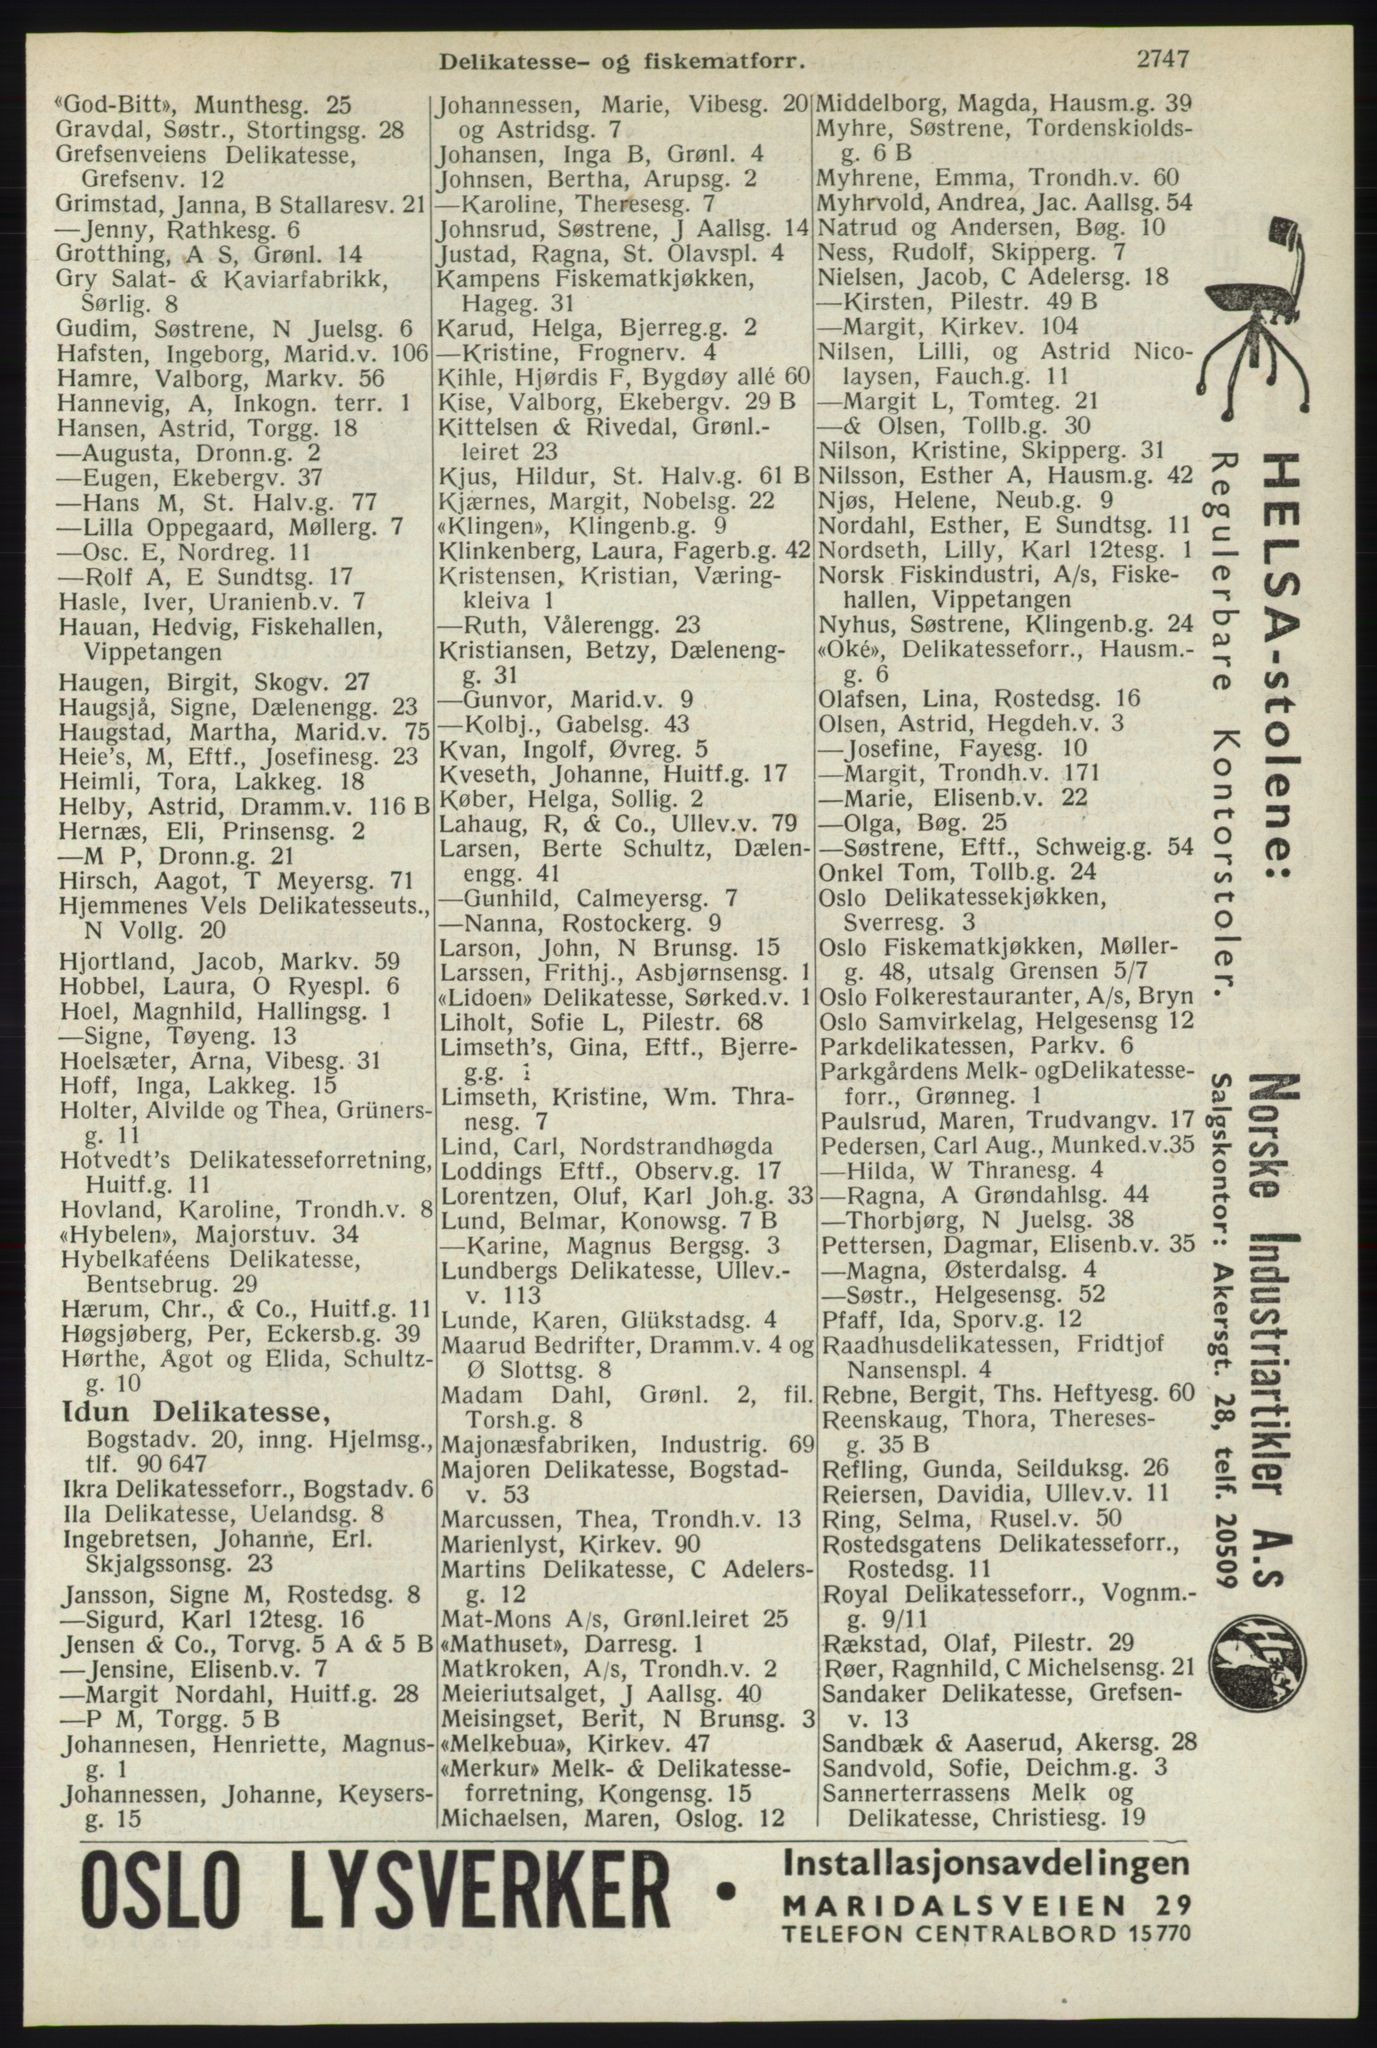 Delikatesse- og fiskematforr.
2747
«God-Bitt», Munthesg. 25
Gravdal, Søstr., Stortingsg. 28
Grefsenveiens Delikatesse,
Grefsenv. 12
Grimstad, Janna, B Stallaresv. 21
—Jenny, Rathkesg. 6
Grotthing, A S, Grønl. 14
Gry Salat- & Kaviarfabrikk,
Sørlig. 8
Gudim, Søstrene, N Juelsg. 6
Hafsten, Ingeborg, Marid.v. 106
Hamre, Valborg, Markv. 56
Hannevig, A, Inkogn. terr. 1
Hansen, Astrid, Torgg. 18
—Augusta, Dronn.g. 2
—Eugen, Ekebergv. 37
—Hans M, St. Halv.g. 77
—Lilla Oppegaard, Møllerg. 7
—Osc. E, Nordreg. 11
—Rolf A, E Sundtsg. 17
Hasle, Iver, Uranienb.v. 7
Hauan, Hedvig, Fiskehallen,
Vippetangen
Haugen, Birgit, Skogv. 27
Haugsjå, Signe, Dælenengg. 23
Haugstad, Martha, Marid.v. 75
Heie's, M, Eftf., Josefinesg. 23
Heimli, Tora, Lakkeg. 18
Helby, Astrid, Dramm.v. 116 B
Hernæs, Eli, Prinsensg. 2
—M P, Dronn.g. 21
Hirsch, Aagot, T Meyersg. 71
Hjemmenes Vels Delikatesseuts.,
N Vollg. 20
Hjortland, Jacob, Markv. 59
Hobbel, Laura, O Ryespl. 6
Hoel, Magnhild, Hallingsg. 1
—Signe, Tøyeng. 13
Hoelsæter, Arna, Vibesg. 31
Hoff, Inga, Lakkeg. 15
Holter, Alvilde og Thea, Grüners-
g. 11
Hotvedt's Delikatesseforretning,
Huitf.g. 11
Hovland, Karoline, Trondh.v. 8
«Hybelen», Majorstuv. 34
Hybelkaféens Delikatesse,
Bentsebrug. 29
Hærum, Chr., & Co., Huitf.g. 11
Høgsjøberg, Per, Eckersb.g. 39
Hørthe, Ågot og Elida, Schultz-
g. 10
Idun Delikatesse,
Bogstadv. 20, inng. Hjelmsg.,
tlf. 90 647
Ikra Delikatesseforr., Bogstadv. 6
Ila Delikatesse, Uelandsg. 8
Ingebretsen, Johanne, Erl.
Skjalgssonsg. 23
Jansson, Signe M, Rostedsg. 8
—Sigurd, Karl 12tesg. 16
Jensen & Co., Torvg. 5 A & 5 B
—Jensine, Elisenb.v. 7
—Margit Nordahl, Huitf.g. 28
—P M, Torgg. 5 B
Johannesen, Henriette, Magnus-
g. 1
Johannessen, Johanne, Keysers-
g. 15
Johannessen, Marie, Vibesg. 20
og Astridsg. 7
Johansen, Inga B, Grønl. 4
Johnsen, Bertha, Arupsg. 2
—Karoline, Theresesg. 7
Johnsrud, Søstrene, J Aallsg. 14
Justad, Ragna, St. Olavspl. 4
Kampens Fiskematkjøkken,
Hageg. 31
Karud, Helga, Bjerreg.g. 2
—Kristine, Frognerv. 4
Kihle, Hjørdis F, Bygdøy allé 60
Kise, Valborg, Ekebergv. 29 B
Kittelsen & Rivedal, Grønl.-
leiret 23
Kjus, Hildur, St. Halv.g. 61 B
Kjærnes, Margit, Nobelsg. 22
«Klingen», Klingenb.g. 9
Klinkenberg, Laura, Fagerb.g. 42
Kristensen, Kristian, Væring-
kleiva 1
—Ruth, Vålerengg. 23
Kristiansen, Betzy, Dæleneng-
g. 31
—Gunvor, Marid.v. 9
—Kolbj., Gabelsg. 43
Kvan, Ingolf, Øvreg. 5
Kveseth, Johanne, Huitf.g. 17
Køber, Helga, Sollig. 2
Lahaug, R, & Co., Ullev.v. 79
Larsen, Berte Schultz, Dælen-
engg. 41
—Gunhild, Calmeyersg. 7
—Nanna, Rostockerg. 9
Larson, John, N Brunsg. 15
Larssen, Frithj., Asbjørnsensg. 1
«Lidoen» Delikatesse, Sørked.v. 1
Liholt, Sofie L, Pilestr. 68
Limseth's, Gina, Eftf., Bjerre-
g.g. 1
Limseth, Kristine, Wm. Thra-
nesg. 7
Lind, Carl, Nordstrandhøgda
Loddings Eftf., Observ.g. 17
Lorentzen, Oluf, Karl Joh.g. 33
Lund, Belmar, Konowsg. 7 B
—Karine, Magnus Bergsg. 3
Lundbergs Delikatesse, Ullev.-
v. 113
Lunde, Karen, Glükstadsg. 4
Maarud Bedrifter, Dramm.v. 4 og
Ø Slottsg. 8
Madam Dahl, Grønl. 2, fil.
Torsh.g. 8
Majonæsfabriken, Industrig. 69
Majoren Delikatesse, Bogstad-
v. 53
Marcussen, Thea, Trondh.v. 13
Marienlyst, Kirkev. 90
Martins Delikatesse, C Adelers-
g. 12
Mat-Mons A/s, Grønl.leiret 25
«Mathuset», Darresg. 1
Matkroken, A/s, Trondh.v. 2
Meieriutsalget, J Aallsg. 40
Meisingset, Berit, N Brunsg. 3
«Melkebua», Kirkev. 47
«Merkur» Melk- & Delikatesse-
forretning, Kongensg. 15
Michaelsen, Maren, Oslog. 12
Middelborg, Magda, Hausm.g. 39
Myhre, Søstrene, Tordenskiolds-
g. 6 B
Myhrene, Emma, Trondh.v. 60
Myhrvold, Andrea, Jac. Aallsg. 54
Natrud og Andersen, Bøg. 10
Ness, Rudolf, Skipperg. 7
Nielsen, Jacob, C Adelersg. 18
—Kirsten, Pilestr. 49 B
—Margit, Kirkev. 104
Nilsen, Lilli, og Astrid Nico-
laysen, Fauch.g. 11
—Margit L, Tomteg. 21
—& Olsen, Tollb.g. 30
Nilson, Kristine, Skipperg. 31
Nilsson, Esther A, Hausm.g. 42
Njøs, Helene, Neub.g. 9
Nordahl, Esther, E Sundtsg. 11
Nordseth, Lilly, Karl 12tesg. 1
Norsk Fiskindustri, A/s, Fiske-
hallen, Vippetangen
Nyhus, Søstrene, Klingenb.g. 24
«Oké», Delikatesseforr., Hausm.-
g. 6
Olafsen, Lina, Rostedsg. 16
Olsen, Astrid, Hegdeh.v. 3
—Josefine, Fayesg. 10
—Margit, Trondh.v. 171
—Marie, Elisenb.v. 22
—Olga, Bøg. 25
—Søstrene, Eftf., Schweig.g. 54
Onkel Tom, Tollb.g. 24
Oslo Delikatessekjøkken,
Sverresg. 3
Oslo Fiskematkjøkken, Møller-
g. 48, utsalg Grensen 5/7
Oslo Folkerestauranter, A/s, Bryn
Oslo Samvirkelag, Helgesensg 12
Parkdelikatessen, Parkv. 6
Parkgårdens Melk- ogDelikatesse-
forr., Grønneg. 1
Paulsrud, Maren, Trudvangv. 17
Pedersen, Carl Aug., Munked.v.35
—Hilda, W Thranesg. 4
—Ragna, A Grøndahlsg. 44
—Thorbjørg, N Juelsg. 38
Pettersen, Dagmar, Elisenb.v. 35
—Magna, Østerdalsg. 4
—Søstr., Helgesensg. 52
Pfaff, Ida, Sporv.g. 12
Raadhusdelikatessen, Fridtjof
Nansenspl. 4
Rebne, Bergit, Ths. Heftyesg. 60
Reenskaug, Thora, Thereses-
g. 35 B
Refling, Gunda, Seilduksg. 26
Reiersen, Davidia, Ullev.v. 11
Ring, Selma, Rusel.v. 50
Rostedsgatens Delikatesseforr.,
Rostedsg. 11
Royal Delikatesseforr., Vognm.-
g. 9/11
Rækstad, Olaf, Pilestr. 29
Røer, Ragnhild, C Michelsensg. 21
Sandaker Delikatesse, Grefsen-
v. 13
Sandbæk & Aaserud, Akersg. 28
Sandvold, Sofie, Deichm.g. 3
Sannerterrassens Melk og
Delikatesse, Christiesg. 19
HELSA-stolene:
Regulerbare Kontorstoler.
Norske Industriartikler A.s
Salgskontor: Akersgt. 28, telf. 20509
OSLO LYSVERKER •
Installasjonsavdelingen
MARIDALSVEIEN 29
TELEFON CENTRALBORD 15770